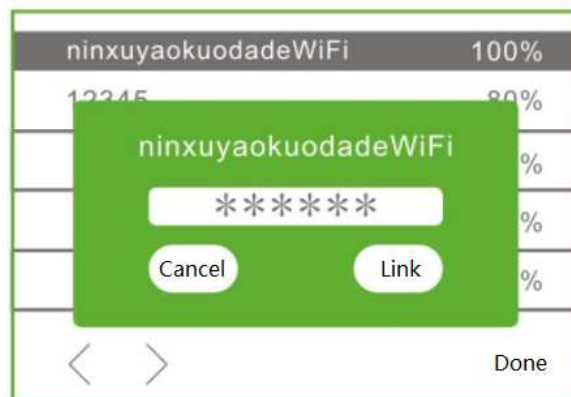 ninxuyaokuodadeWiFi 100%
12345 80%
ninxuyaokuodadeWiFi %
****** %
Cancel Link %
< > Done